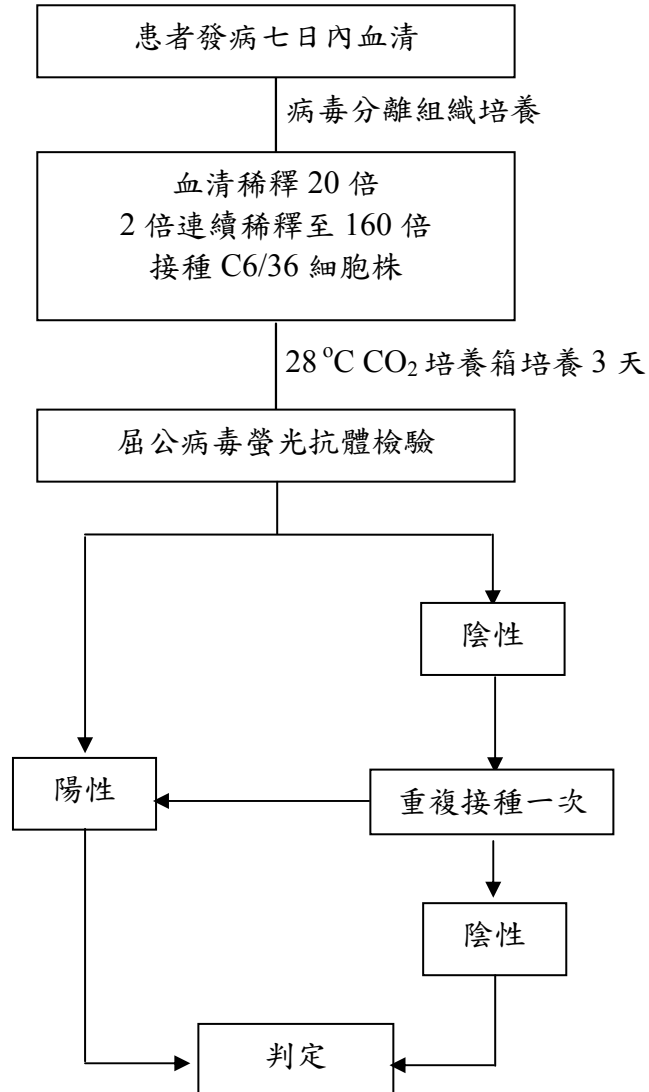 患者發病七日內血清
病毒分離組織培養
血清稀釋 20 倍
2 倍連續稀釋至 160 倍
接種 C6/36 細胞株
28 °C CO₂ 培養箱培養 3 天
屈公病毒螢光抗體檢驗
陰性
陽性
重複接種一次
陰性
判定